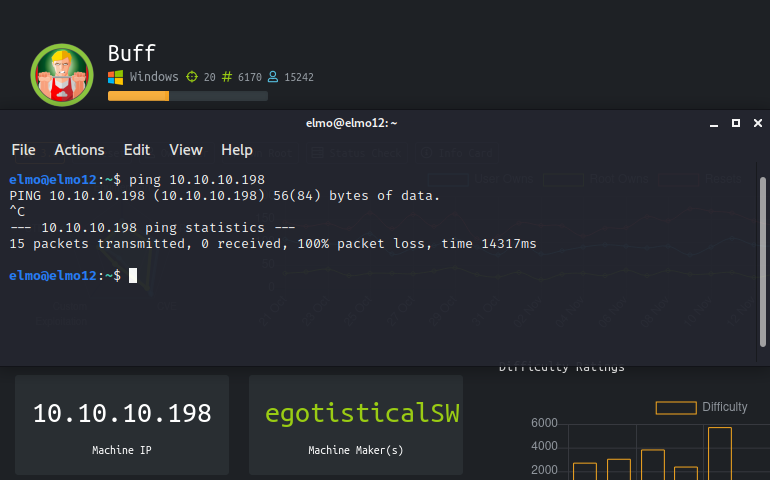 Buff
Windows 20 # 6170 15242
elmo@elmo12: ~
File Actions Edit View Help
elmo@elmo12:~$ ping 10.10.10.198
PING 10.10.10.198 (10.10.10.198) 56(84) bytes of data.
^C
--- 10.10.10.198 ping statistics ---
15 packets transmitted, 0 received, 100% packet loss, time 14317ms
elmo@elmo12:~$
Difficulty Ratings
10.10.10.198
egotisticalSW
Machine IP
Machine Maker(s)
Difficulty
6000
4000
2000